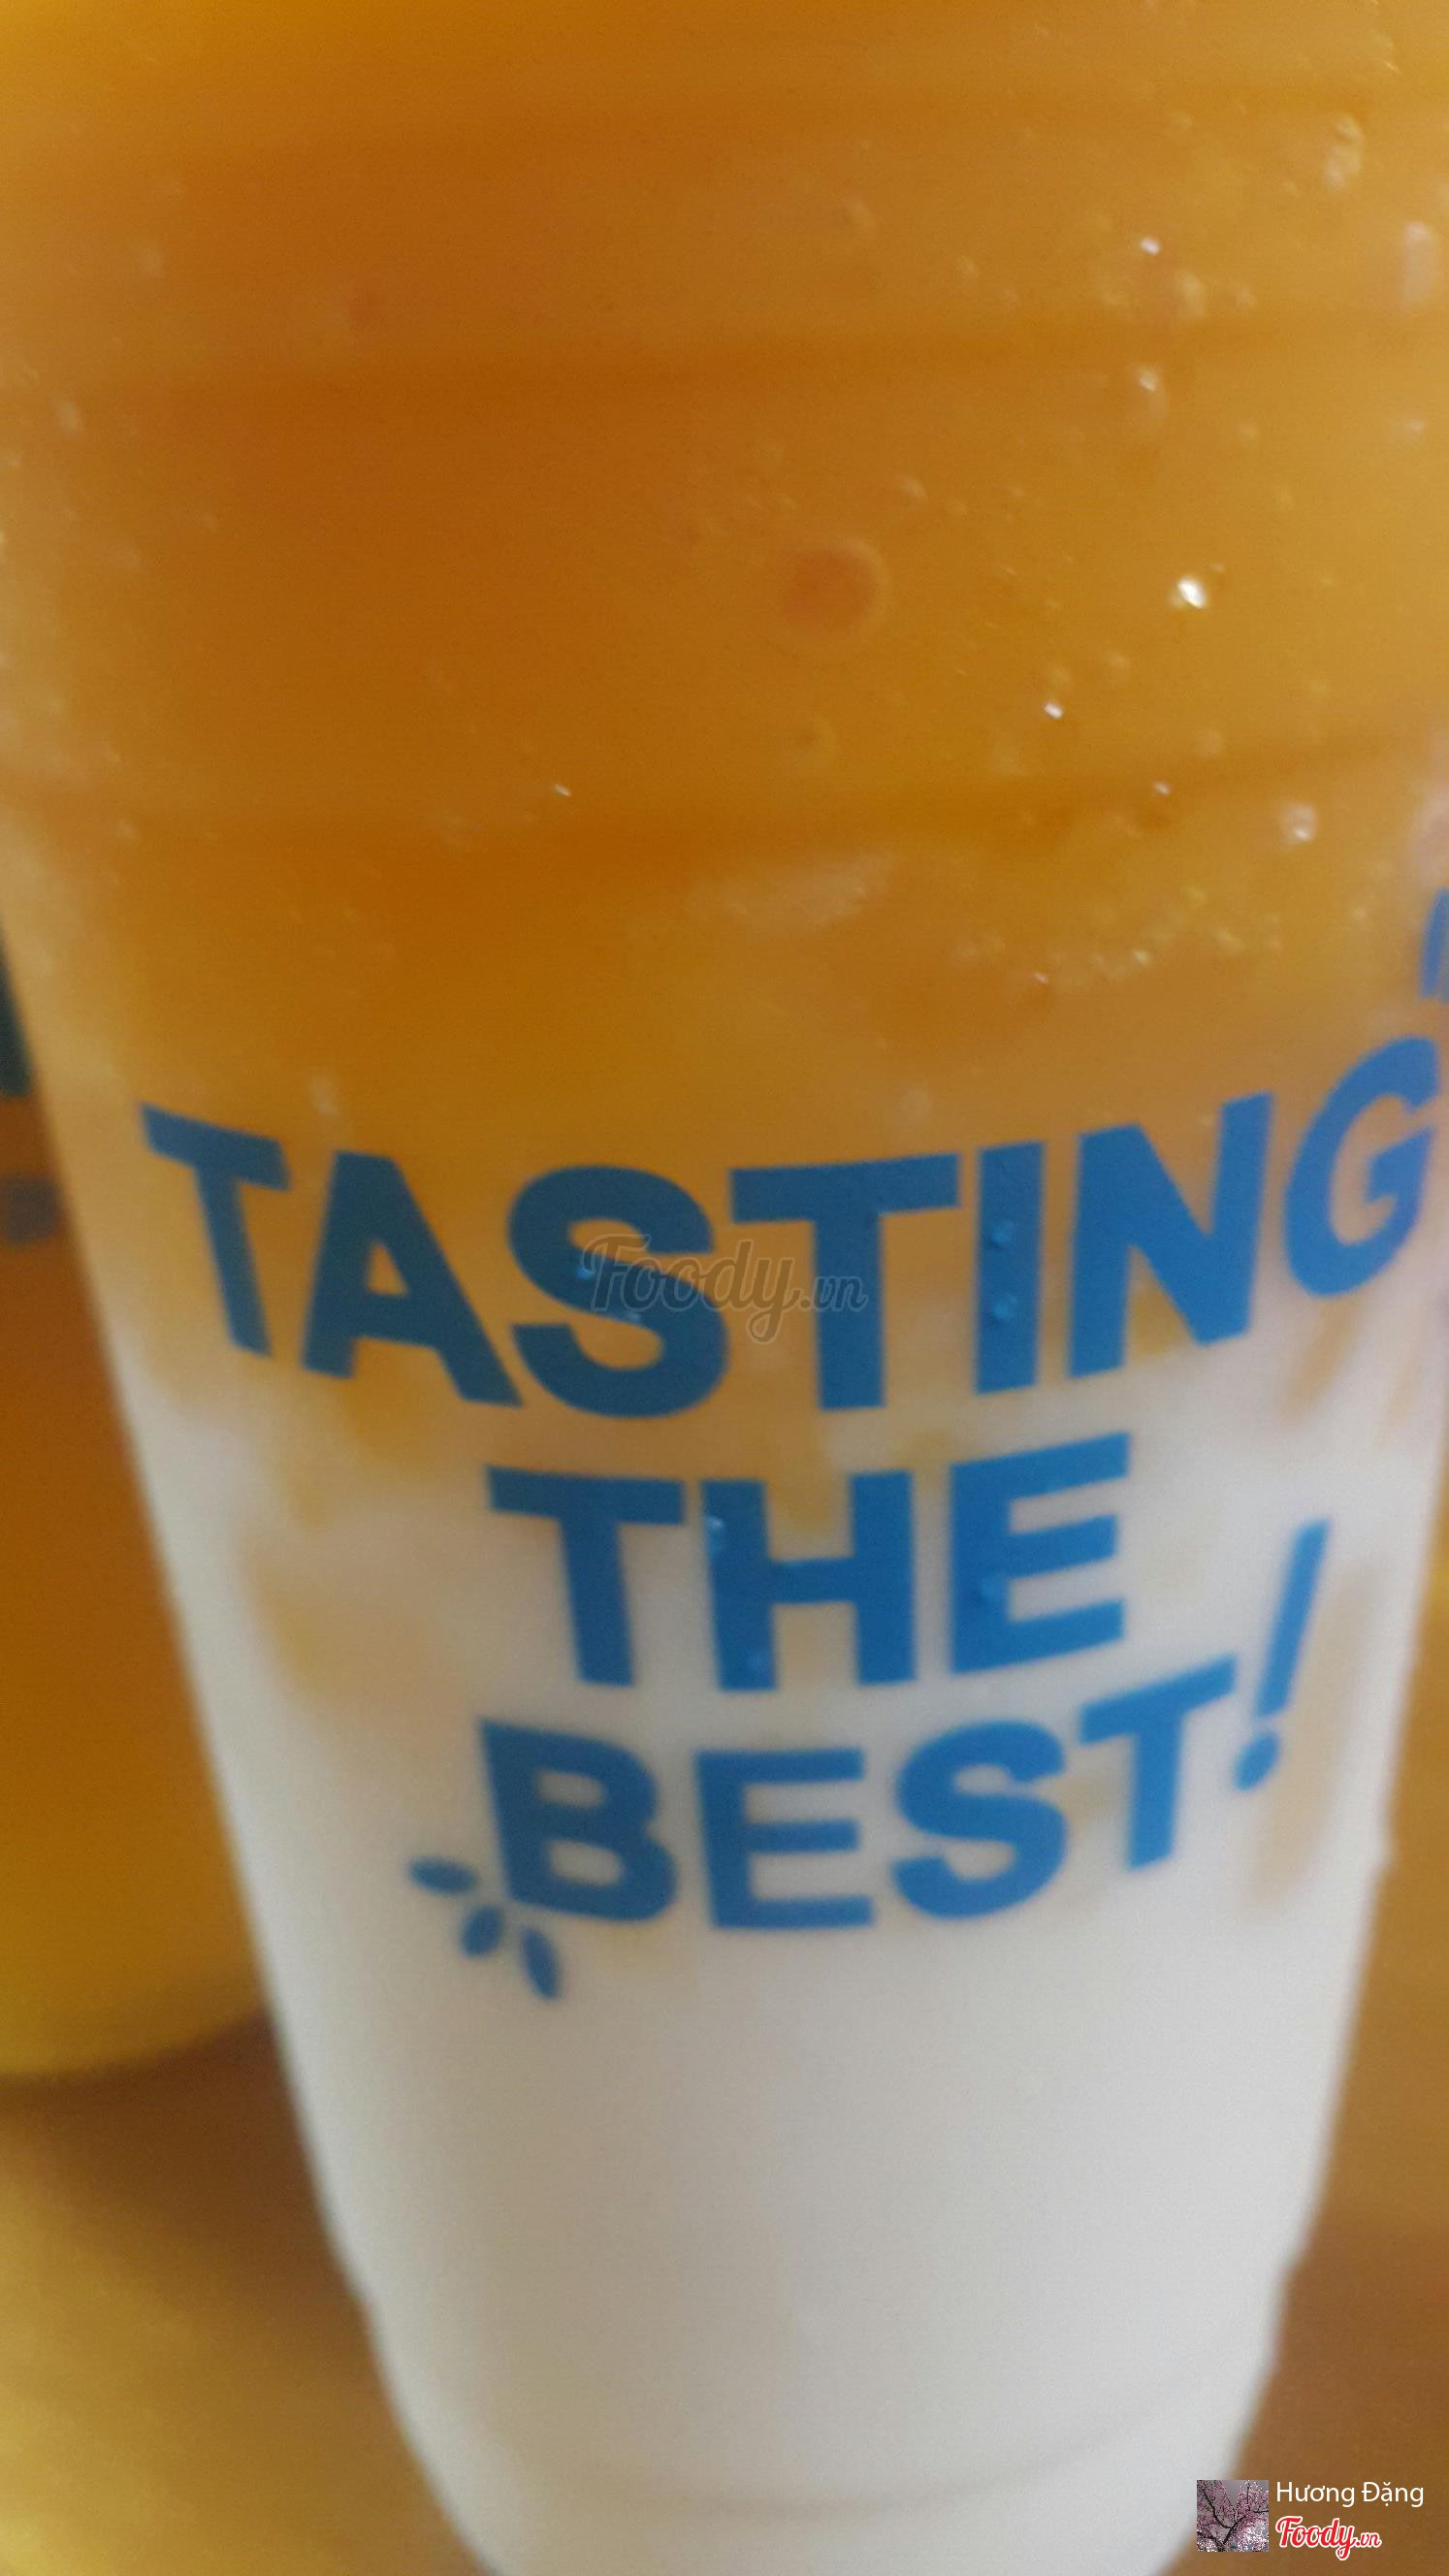 TASTING
Foody.vn
THE
BEST!
Hương Đặng
Foody.vn